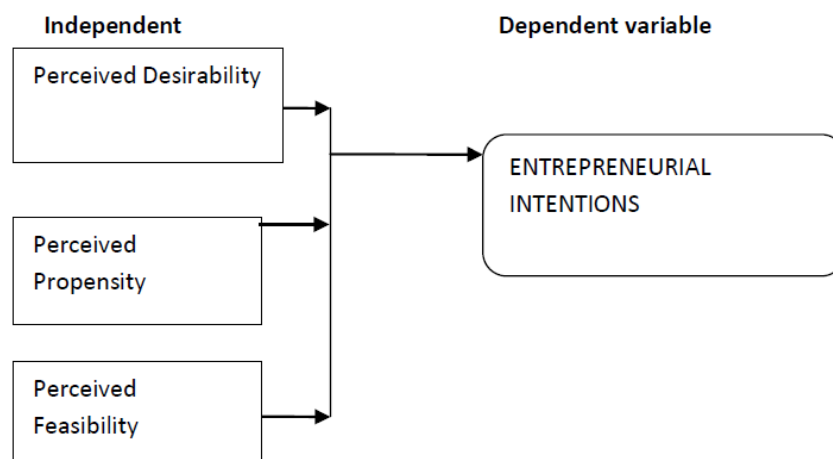 Independent
Dependent variable
Perceived Desirability
ENTREPRENEURIAL
INTENTIONS
Perceived
Propensity
Perceived
Feasibility